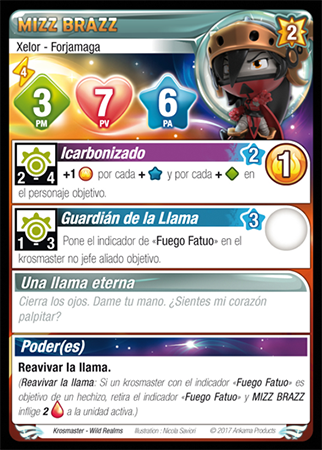 MIZZ BRAZZ
2
Xelor - Forjamaga
4
3
PM
7
PV
6
PA
Icarbonizado
2
1
2 - 4
+1 por cada + y por cada + en
el personaje objetivo.
Guardián de la Llama
3
1 - 3
Pone el indicador de «Fuego Fatuo» en el
krosmaster no jefe aliado objetivo.
Una llama eterna
Cierra los ojos. Dame tu mano. ¿Sientes mi corazón
palpitar?
Poder(es)
Reavivar la llama.
(Reavivar la llama: Si un krosmaster con el indicador «Fuego Fatuo» es
objetivo de un hechizo, retira el indicador «Fuego Fatuo» y MIZZ BRAZZ
inflige 2 a la unidad activa.)
Krosmaster - Wild Realms
Illustration : Nicola Saviori
© 2017 Ankama Products